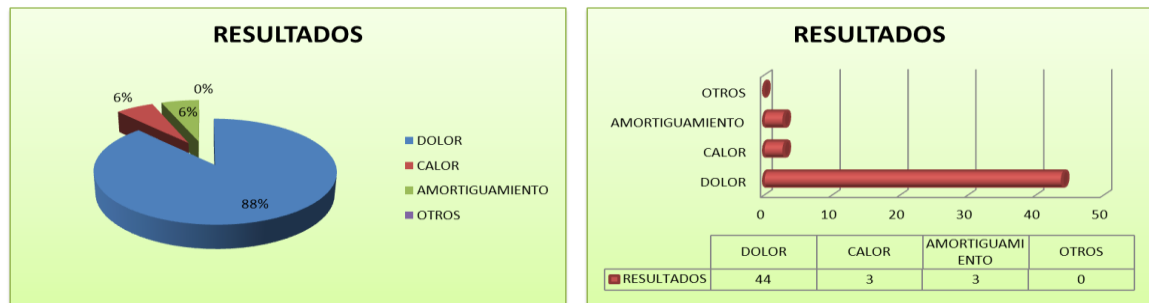 RESULTADOS
0%
6%
6%
88%
DOLOR
CALOR
AMORTIGUAMIENTO
OTROS
RESULTADOS
OTROS
AMORTIGUAMIENTO
CALOR
DOLOR
0 10 20 30 40 50
DOLOR CALOR AMORTIGUAMI
ENTO OTROS
RESULTADOS 44 3 3 0